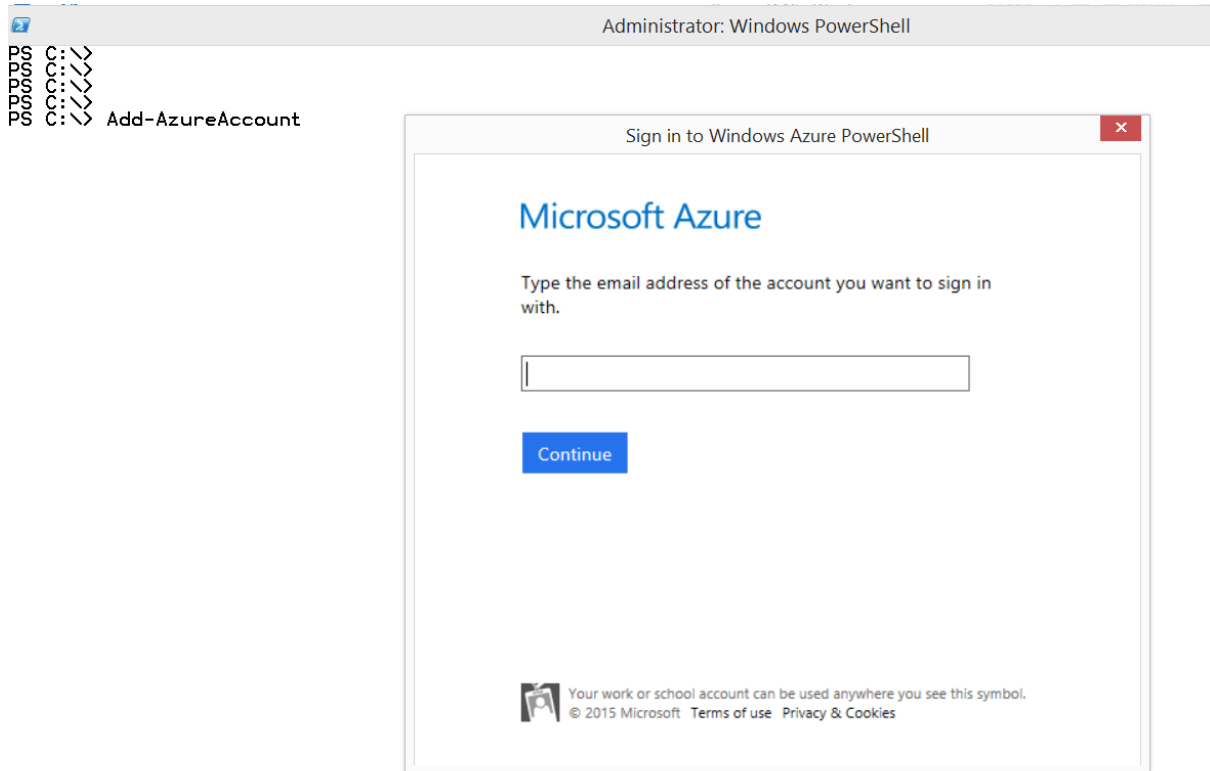 Administrator: Windows PowerShell
PS C:\>
PS C:\>
PS C:\>
PS C:\>
PS C:\> Add-AzureAccount
Sign in to Windows Azure PowerShell
Microsoft Azure
Type the email address of the account you want to sign in
with.
Continue
Your work or school account can be used anywhere you see this symbol.
© 2015 Microsoft Terms of use Privacy & Cookies